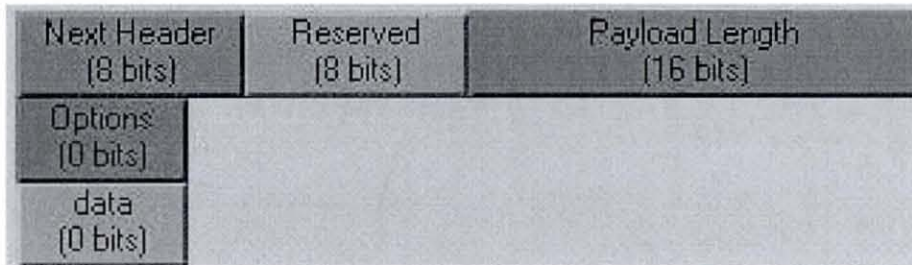 Next Header
(8 bits)
Reserved
(8 bits)
Payload Length
(16 bits)
Options
(0 bits)
data
(0 bits)